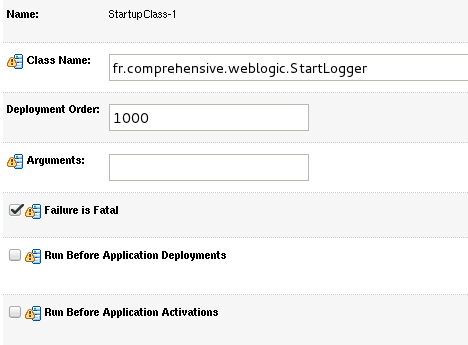 Name: StartupClass-1
Class Name: fr.comprehensive.weblogic.StartLogger
Deployment Order: 1000
Arguments:
Failure is Fatal
Run Before Application Deployments
Run Before Application Activations